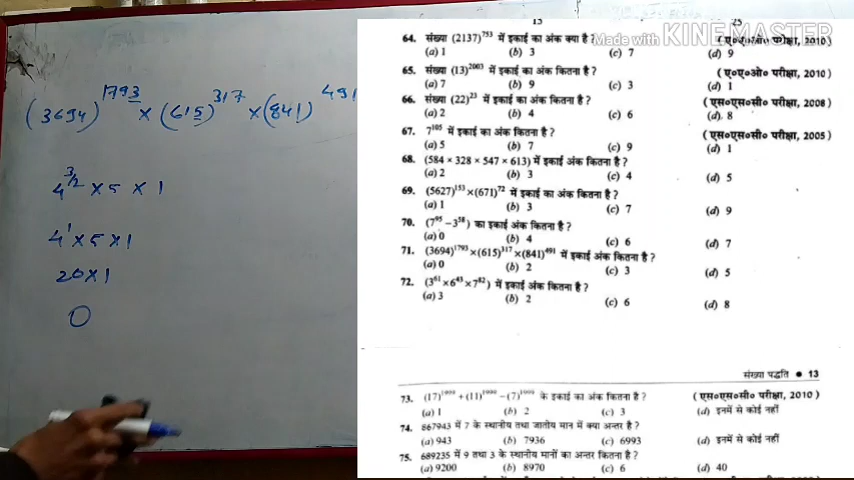 (3694)^1793 × (615)^317 × (841)^491
4^3/2 × 5 × 1
4^1 × 5 × 1
20 × 1
0
Made with KINEMASTER
15 25
64. संख्या (2137)^753 में इकाई का अंक क्या है ? (ए०ए०ओ० परीक्षा, 2010)
(a) 1 (b) 3 (c) 7 (d) 9
65. संख्या (13)^2003 में इकाई का अंक कितना है ? (ए०ए०ओ० परीक्षा, 2010)
(a) 7 (b) 9 (c) 3 (d) 1
66. संख्या (22)^23 में इकाई का अंक कितना है ? (एस०एस०सी० परीक्षा, 2008)
(a) 2 (b) 4 (c) 6 (d) 8
67. 7^105 में इकाई का अंक कितना है ? (एस०एस०सी० परीक्षा, 2005)
(a) 5 (b) 7 (c) 9 (d) 1
68. (584 × 328 × 547 × 613) में इकाई अंक कितना है ?
(a) 2 (b) 3 (c) 4 (d) 5
69. (5627)^153 × (671)^72 में इकाई का अंक कितना है ?
(a) 1 (b) 3 (c) 7 (d) 9
70. (7^95 – 3^58) का इकाई अंक कितना है ?
(a) 0 (b) 4 (c) 6 (d) 7
71. (3694)^1793 × (615)^317 × (841)^491 में इकाई अंक कितना है ?
(a) 0 (b) 2 (c) 3 (d) 5
72. (3^61 × 6^43 × 7^82) में इकाई अंक कितना है ?
(a) 3 (b) 2 (c) 6 (d) 8
संख्या पद्धति ● 13
73. (17)^1999 + (11)^1999 – (7)^1999 के इकाई का अंक कितना है ? (एस०एस०सी० परीक्षा, 2010)
(a) 1 (b) 2 (c) 3 (d) इनमें से कोई नहीं
74. 867943 में 7 के स्थानीय तथा जातीय मान में क्या अन्तर है ?
(a) 943 (b) 7936 (c) 6993 (d) इनमें से कोई नहीं
75. 689235 में 9 तथा 3 के स्थानीय मानों का अन्तर कितना है ?
(a) 9200 (b) 8970 (c) 6 (d) 40